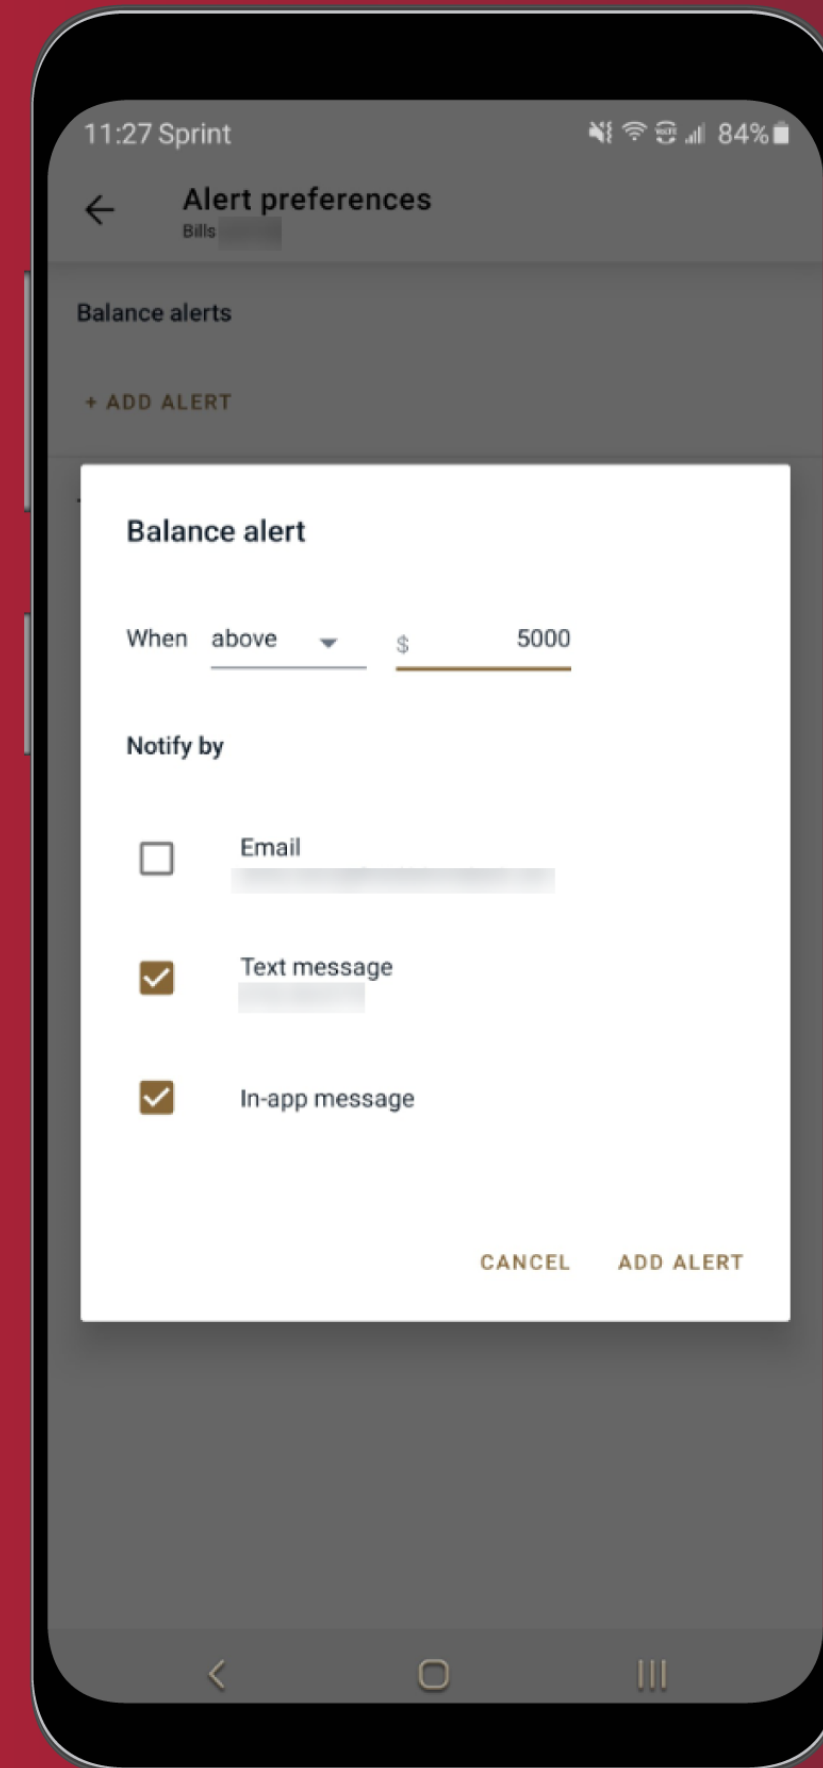 11:27 Sprint 84%
Alert preferences
Bills
Balance alerts
+ ADD ALERT
Balance alert
When above $ 5000
Notify by
Email
Text message
In-app message
CANCEL ADD ALERT